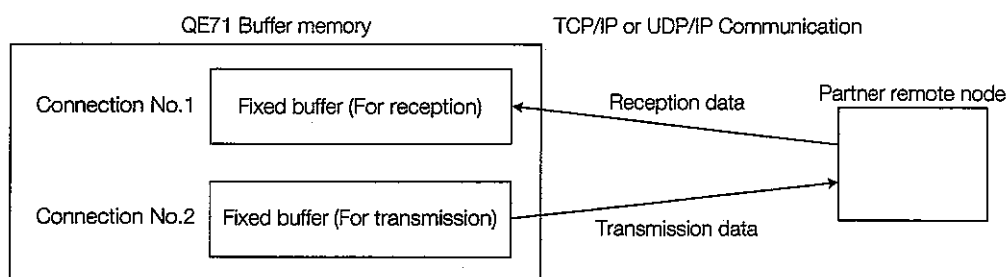 QE71 Buffer memory
TCP/IP or UDP/IP Communication
Connection No.1
Fixed buffer (For reception)
Reception data
Partner remote node
Connection No.2
Fixed buffer (For transmission)
Transmission data